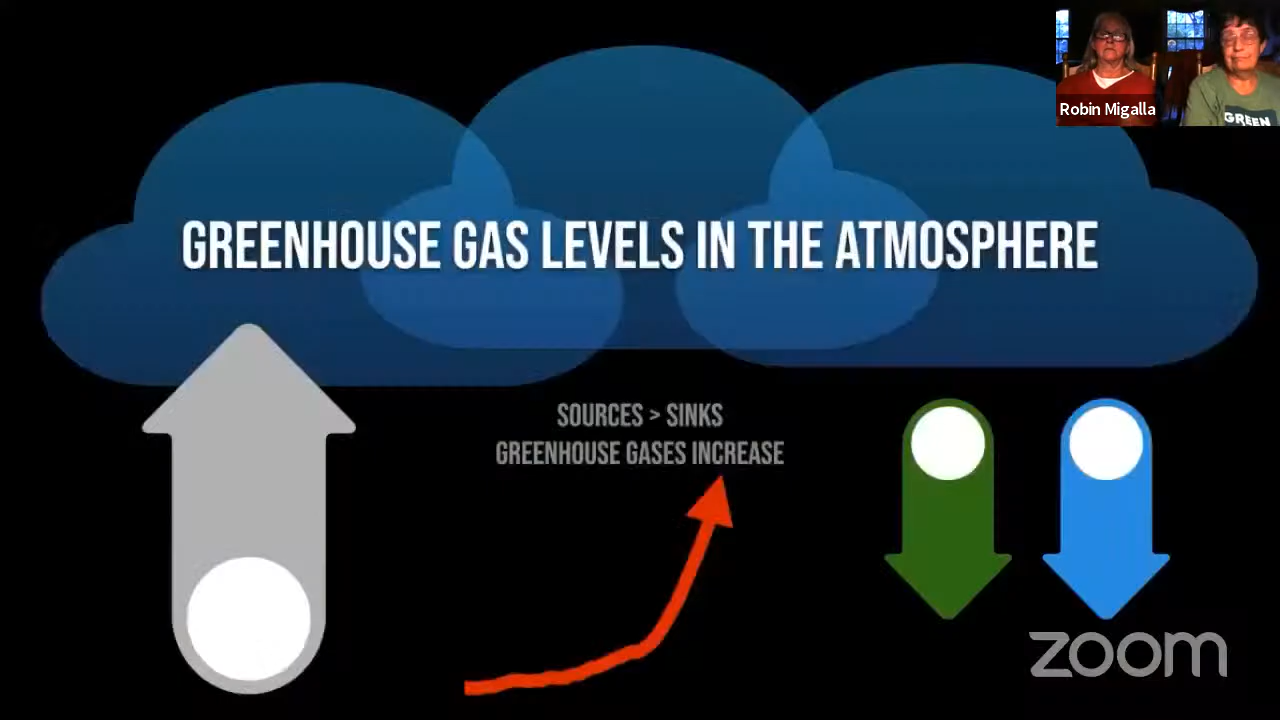 Robin Migalla
GREEN
GREENHOUSE GAS LEVELS IN THE ATMOSPHERE
SOURCES > SINKS
GREENHOUSE GASES INCREASE
zoom